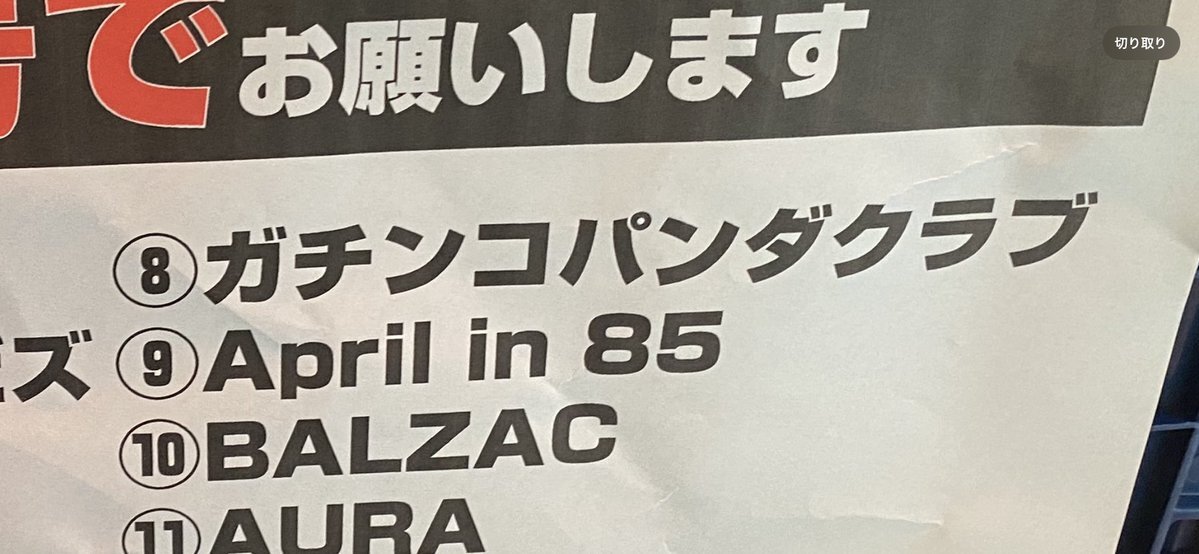 でお願いします
切り取り
⑧ガチンコパンダクラブ
ズ ⑨April in 85
⑩BALZAC
⑪AURA